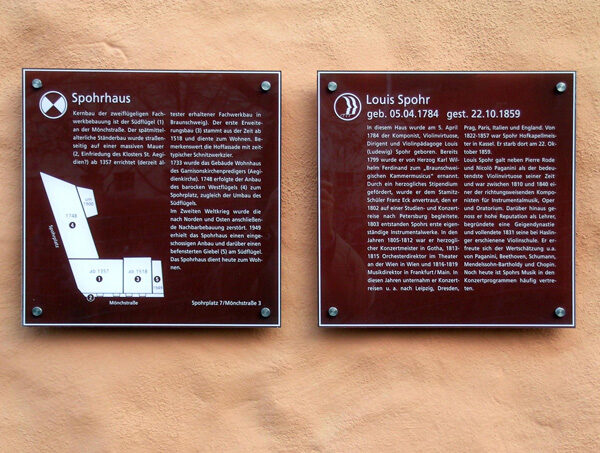 Spohrhaus
Kernbau der zweiflügeligen Fach-
werkbebauung ist der Südflügel (1)
an der Mönchstraße. Der spätmittel-
alterliche Ständerbau wurde straßen-
seitig auf einer massiven Mauer
(2, Einfriedung des Klosters St. Aegi-
dien?) ab 1357 errichtet (derzeit äl-
tester erhaltener Fachwerkbau in
Braunschweig). Der erste Erweite-
rungsbau (3) stammt aus der Zeit ab
1518 und diente zum Wohnen. Be-
merkenswert die Hoffassade mit zeit-
typischer Schnitzwerkzier.
1733 wurde das Gebäude Wohnhaus
des Garnisonskirchenpredigers (Aegi-
dienkirche). 1748 erfolgte der Anbau
des barocken Westflügels (4) zum
Spohrplatz, zugleich der Umbau des
Südflügels.
Im Zweiten Weltkrieg wurde die
nach Norden und Osten anschließen-
de Nachbarbebauung zerstört. 1949
erhielt das Spohrhaus einen einge-
schossigen Anbau und darüber einen
befensterten Giebel (5) am Südflügel.
Das Spohrhaus dient heute zum Woh-
nen.
um
1900
1748
4
Spohrplatz
ab 1357
1
2
ab 1518
3
5
1949
Mönchstraße
Spohrplatz 7/Mönchstraße 3
Louis Spohr
geb. 05.04.1784 gest. 22.10.1859
In diesem Haus wurde am 5. April
1784 der Komponist, Violinvirtuose,
Dirigent und Violinpädagoge Louis
(Ludewig) Spohr geboren. Bereits
1799 wurde er von Herzog Karl Wil-
helm Ferdinand zum „Braunschwei-
gischen Kammermusicus" ernannt.
Durch ein herzogliches Stipendium
gefördert, wurde er dem Stamitz-
Schüler Franz Eck anvertraut, den er
1802 auf einer Studien- und Konzert-
reise nach Petersburg begleitete.
1803 entstanden Spohrs erste eigen-
ständige Instrumentalwerke. In den
Jahren 1805-1812 war er herzogli-
cher Konzertmeister in Gotha, 1813-
1815 Orchesterdirektor im Theater
an der Wien in Wien und 1816-1819
Musikdirektor in Frankfurt/Main. In
diesen Jahren unternahm er Konzert-
reisen u. a. nach Leipzig, Dresden,
Prag, Paris, Italien und England. Von
1822-1857 war Spohr Hofkapellmeis-
ter in Kassel. Er starb dort am 22. Ok-
tober 1859.
Louis Spohr galt neben Pierre Rode
und Nicolò Paganini als der bedeu-
tendste Violinvirtuose seiner Zeit
und war zwischen 1810 und 1840 ei-
ner der richtungweisenden Kompo-
nisten für Instrumentalmusik, Oper
und Oratorium. Darüber hinaus ge-
noss er hohe Reputation als Lehrer,
begründete eine Geigendynastie
und vollendete 1831 seine bei Haslin-
ger erschienene Violinschule. Er er-
freute sich der Wertschätzung u.a.
von Paganini, Beethoven, Schumann,
Mendelssohn-Bartholdy und Chopin.
Noch heute ist Spohrs Musik in den
Konzertprogrammen häufig vertre-
ten.